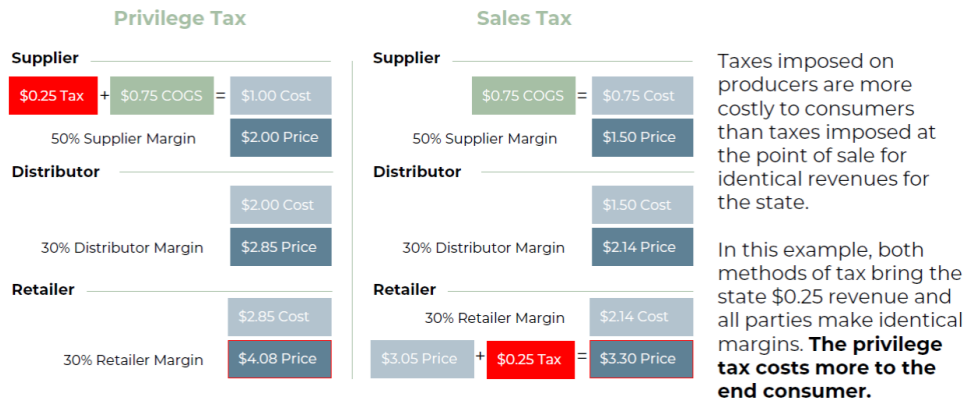 Privilege Tax
Supplier
$0.25 Tax + $0.75 COGS = $1.00 Cost
50% Supplier Margin $2.00 Price
Distributor
$2.00 Cost
30% Distributor Margin $2.85 Price
Retailer
$2.85 Cost
30% Retailer Margin $4.08 Price
Sales Tax
Supplier
$0.75 COGS = $0.75 Cost
50% Supplier Margin $1.50 Price
Distributor
$1.50 Cost
30% Distributor Margin $2.14 Price
Retailer
30% Retailer Margin $2.14 Cost
$3.05 Price + $0.25 Tax = $3.30 Price
Taxes imposed on
producers are more
costly to consumers
than taxes imposed at
the point of sale for
identical revenues for
the state.
In this example, both
methods of tax bring the
state $0.25 revenue and
all parties make identical
margins. The privilege
tax costs more to the
end consumer.